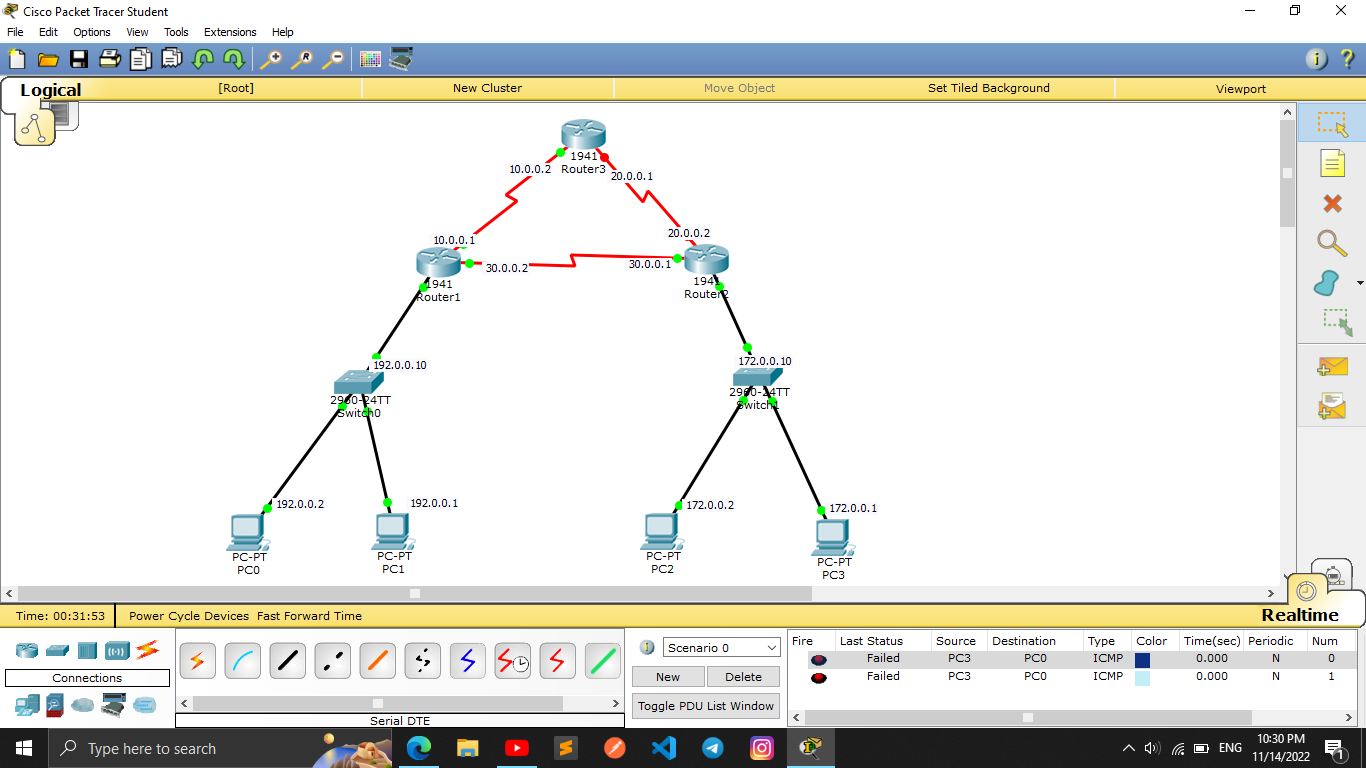 Cisco Packet Tracer Student
File Edit Options View Tools Extensions Help
Logical [Root] New Cluster Move Object Set Tiled Background Viewport
1941
Router3
10.0.0.2
20.0.0.1
10.0.0.1
20.0.0.2
30.0.0.2
30.0.0.1
1941
Router1
1941
Router2
192.0.0.10
172.0.0.10
2960-24TT
Switch0
2960-24TT
Switch1
192.0.0.2
192.0.0.1
172.0.0.2
172.0.0.1
PC-PT
PC0
PC-PT
PC1
PC-PT
PC2
PC-PT
PC3
Time: 00:31:53 Power Cycle Devices Fast Forward Time Realtime
Connections
Serial DTE
Scenario 0
New Delete
Toggle PDU List Window
Fire Last Status Source Destination Type Color Time(sec) Periodic Num
Failed PC3 PC0 ICMP 0.000 N 0
Failed PC3 PC0 ICMP 0.000 N 1
Type here to search
ENG
10:30 PM
11/14/2022
1